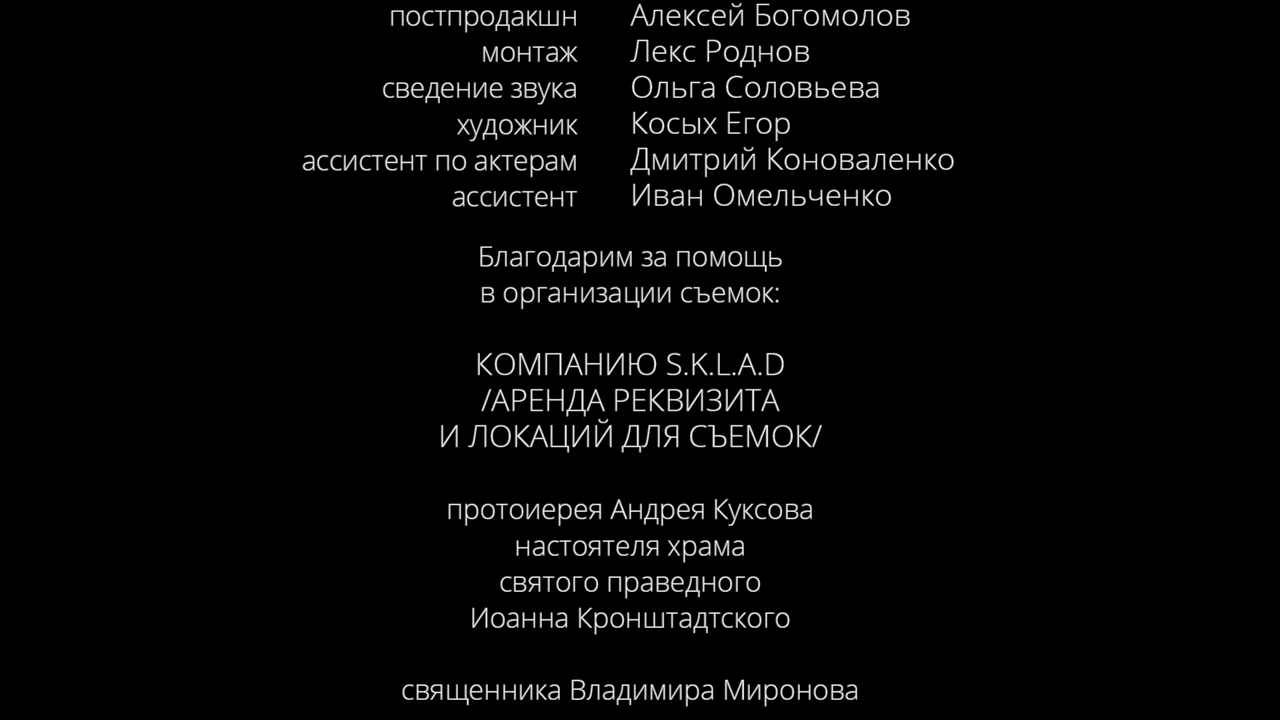 постпродакшн Алексей Богомолов
монтаж Лекс Роднов
сведение звука Ольга Соловьева
художник Косых Егор
ассистент по актерам Дмитрий Коноваленко
ассистент Иван Омельченко
Благодарим за помощь
в организации съемок:
КОМПАНИЮ S.K.L.A.D
/АРЕНДА РЕКВИЗИТА
И ЛОКАЦИЙ ДЛЯ СЪЕМОК/
протоиерея Андрея Куксова
настоятеля храма
святого праведного
Иоанна Кронштадтского
священника Владимира Миронова